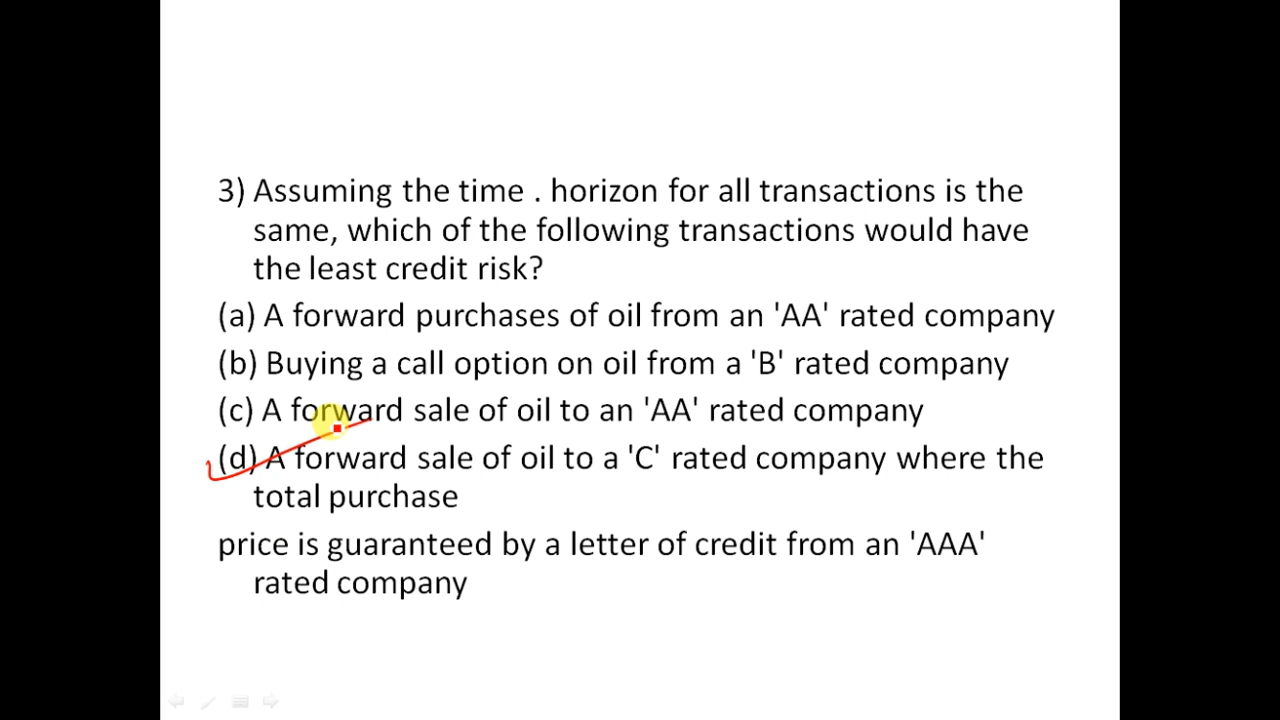 3) Assuming the time . horizon for all transactions is the
same, which of the following transactions would have
the least credit risk?
(a) A forward purchases of oil from an 'AA' rated company
(b) Buying a call option on oil from a 'B' rated company
(c) A forward sale of oil to an 'AA' rated company
(d) A forward sale of oil to a 'C' rated company where the
total purchase
price is guaranteed by a letter of credit from an 'AAA'
rated company